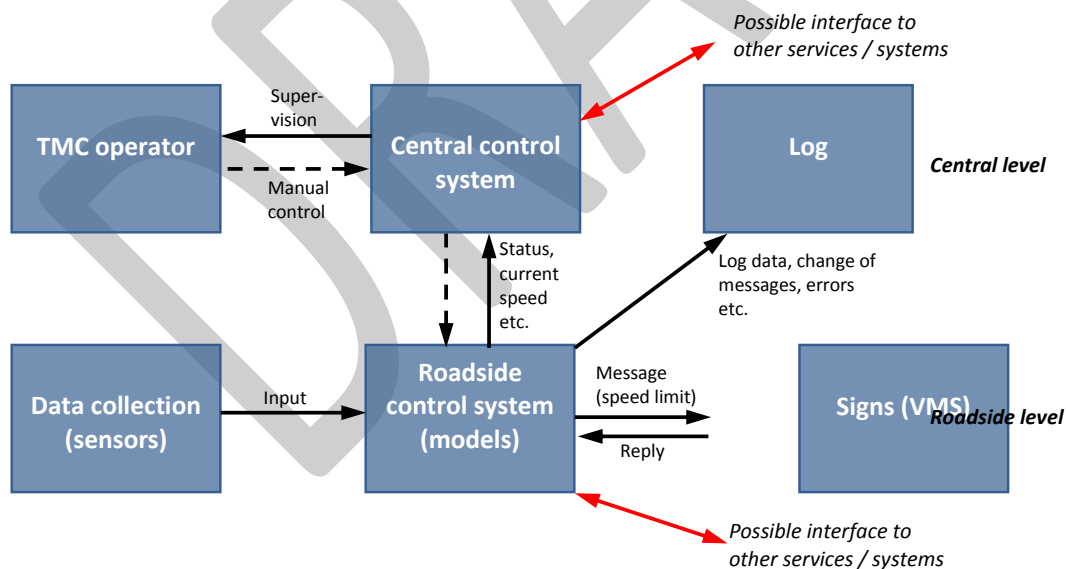 Possible interface to
other services / systems
Super-
vision
TMC operator
Manual
control
Central control
system
Log
Central level
Status,
current
speed
etc.
Log data, change of
messages, errors
etc.
Data collection
(sensors)
Input
Roadside
control system
(models)
Message
(speed limit)
Reply
Signs (VMS)
Roadside level
Possible interface to
other services / systems
DRA